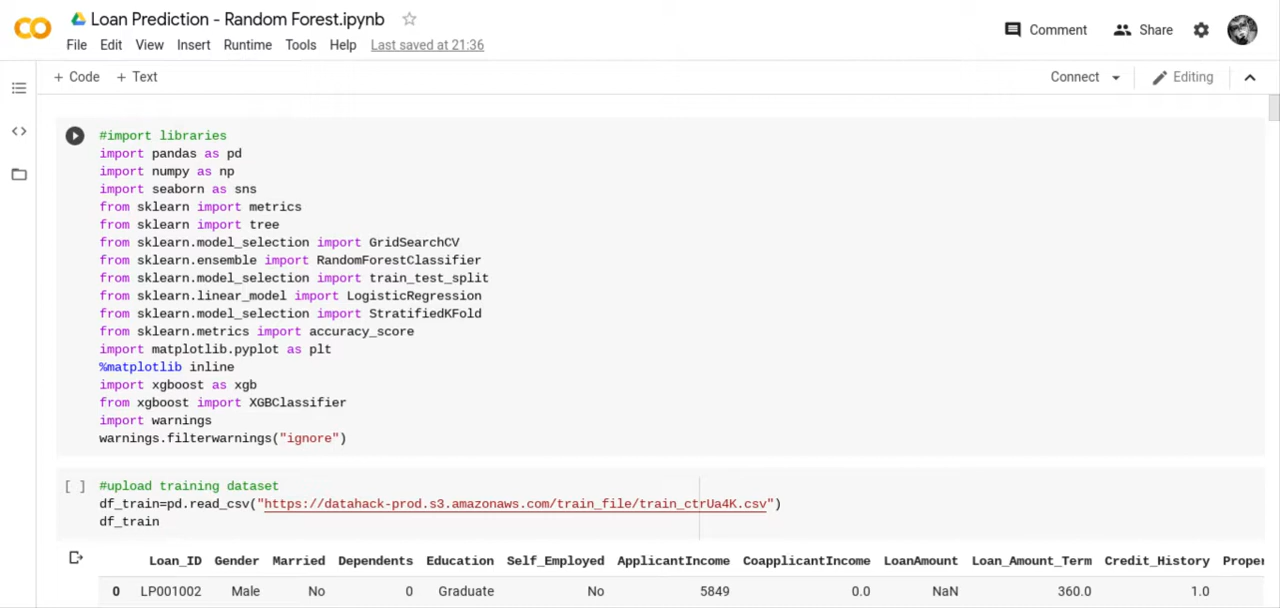 CO Loan Prediction - Random Forest.ipynb
File Edit View Insert Runtime Tools Help Last saved at 21:36
Comment Share
+ Code + Text Connect Editing
#import libraries
import pandas as pd
import numpy as np
import seaborn as sns
from sklearn import metrics
from sklearn import tree
from sklearn.model_selection import GridSearchCV
from sklearn.ensemble import RandomForestClassifier
from sklearn.model_selection import train_test_split
from sklearn.linear_model import LogisticRegression
from sklearn.model_selection import StratifiedKFold
from sklearn.metrics import accuracy_score
import matplotlib.pyplot as plt
%matplotlib inline
import xgboost as xgb
from xgboost import XGBClassifier
import warnings
warnings.filterwarnings("ignore")
[ ] #upload training dataset
df_train=pd.read_csv("https://datahack-prod.s3.amazonaws.com/train_file/train_ctrUa4K.csv")
df_train
Loan_ID Gender Married Dependents Education Self_Employed ApplicantIncome CoapplicantIncome LoanAmount Loan_Amount_Term Credit_History Proper
0 LP001002 Male No 0 Graduate No 5849 0.0 NaN 360.0 1.0